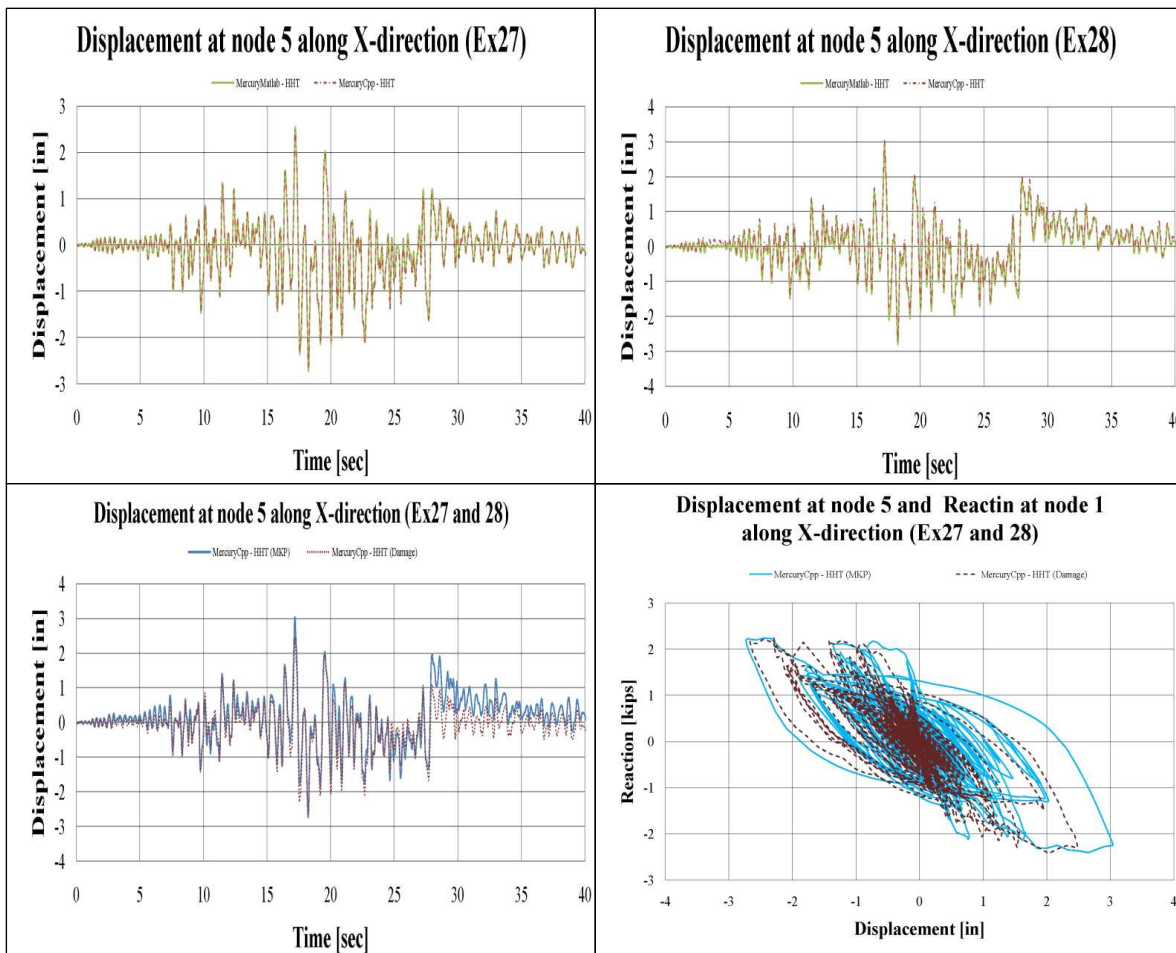 Displacement at node 5 along X-direction (Ex27)
MercuryMatlab - HHT MercuryCpp - HHT
3
2
1
0
-1
-2
-3
Displacement [in]
0 5 10 15 20 25 30 35 40
Time [sec]
Displacement at node 5 along X-direction (Ex28)
MercuryMatlab - HHT MercuryCpp - HHT
4
3
2
1
0
-1
-2
-3
-4
Displacement [in]
0 5 10 15 20 25 30 35 40
Time [sec]
Displacement at node 5 along X-direction (Ex27 and 28)
MercuryCpp - HHT (MKP) MercuryCpp - HHT (Damage)
4
3
2
1
0
-1
-2
-3
-4
Displacement [in]
0 5 10 15 20 25 30 35 40
Time [sec]
Displacement at node 5 and Reactin at node 1
along X-direction (Ex27 and 28)
MercuryCpp - HHT (MKP) MercuryCpp - HHT (Damage)
3
2
1
0
-1
-2
-3
Reaction [kips]
-4 -3 -2 -1 0 1 2 3 4
Displacement [in]